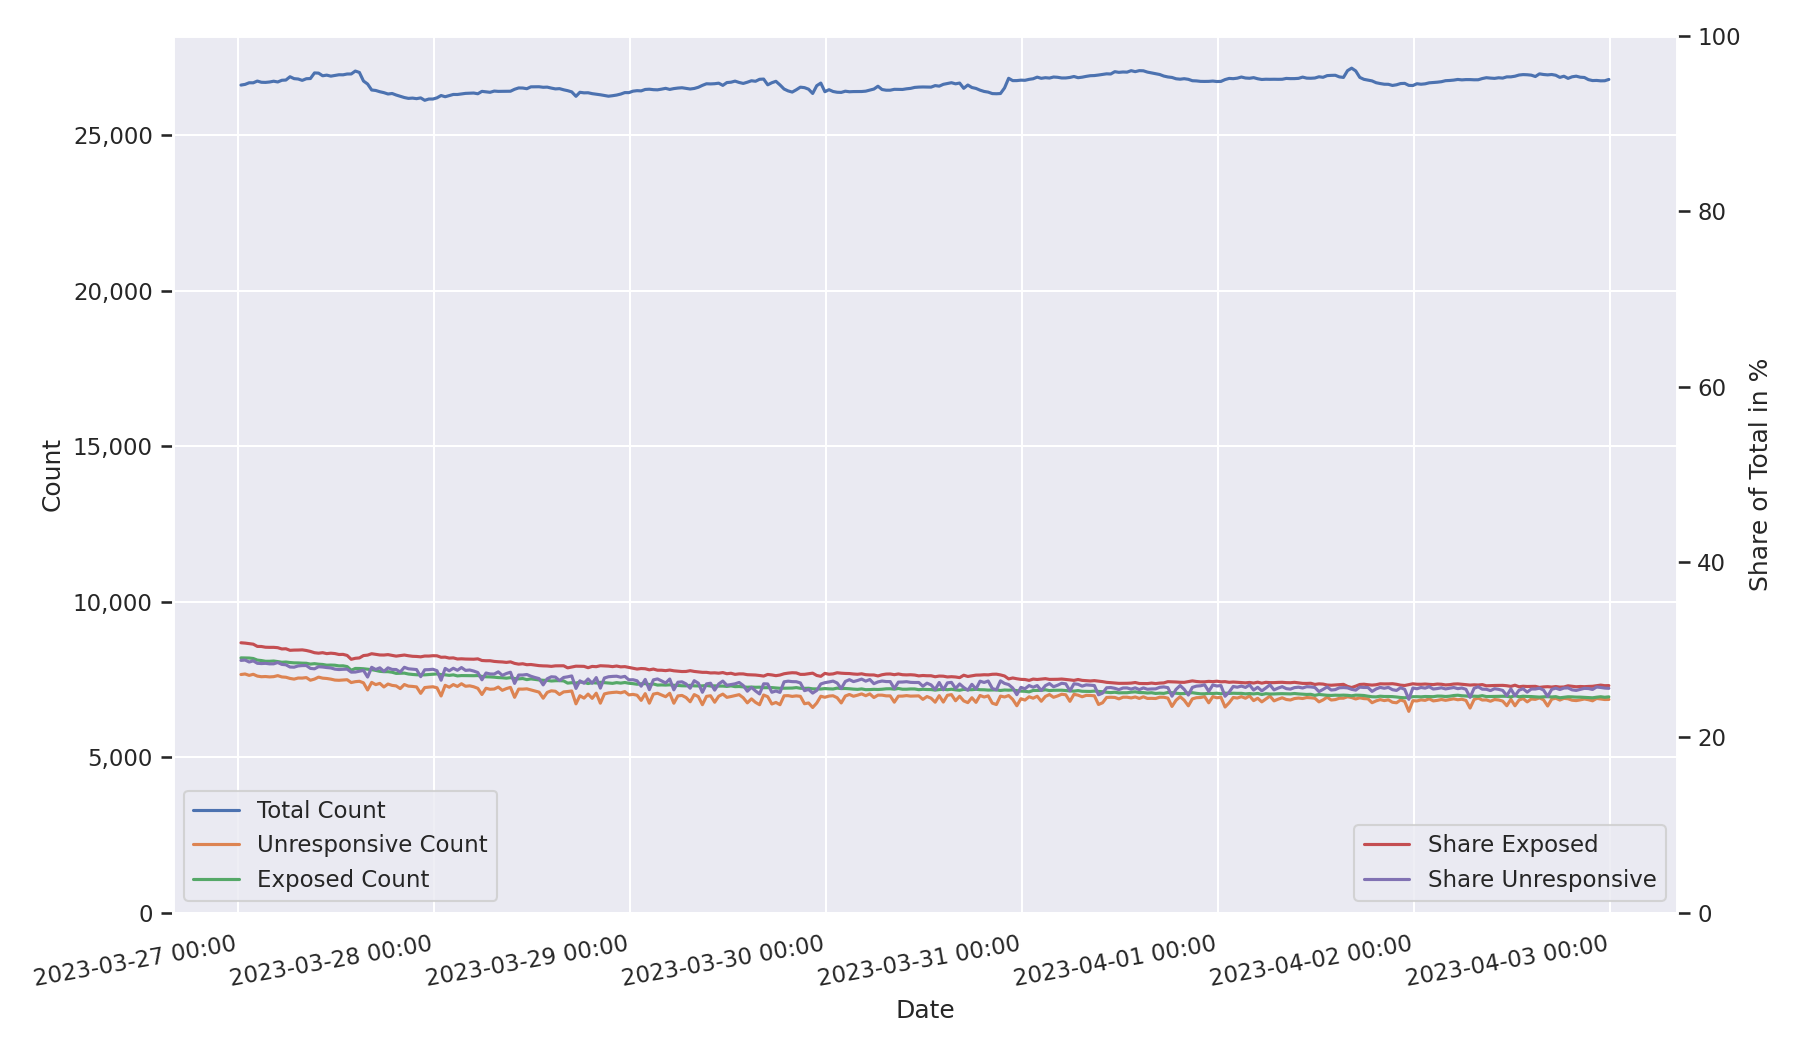 100
25,000
80
20,000
60
15,000
Count
Share of Total in %
40
10,000
20
5,000
Total Count
Unresponsive Count
Exposed Count
Share Exposed
Share Unresponsive
0
0
2023-03-27 00:00
2023-03-28 00:00
2023-03-29 00:00
2023-03-30 00:00
2023-03-31 00:00
2023-04-01 00:00
2023-04-02 00:00
2023-04-03 00:00
Date